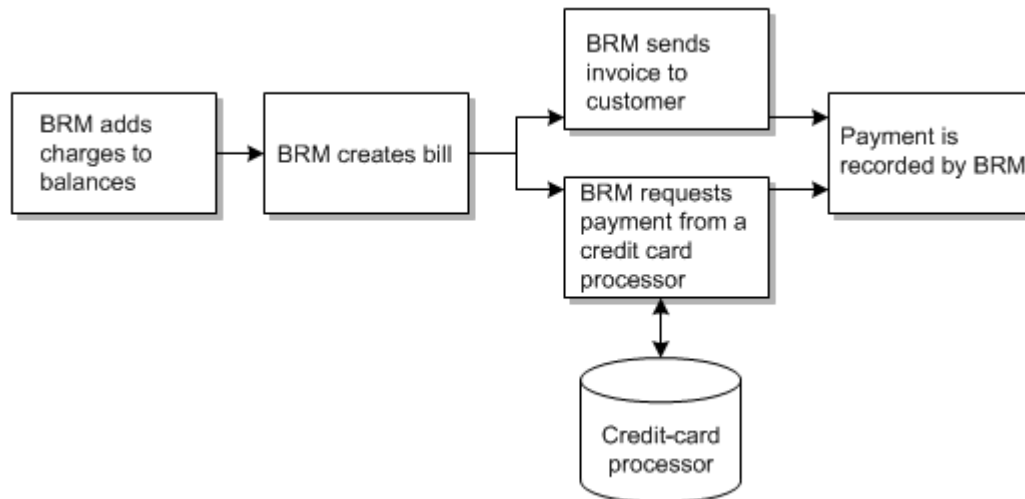 BRM adds
charges to
balances
BRM creates bill
BRM sends
invoice to
customer
BRM requests
payment from a
credit card
processor
Payment is
recorded by BRM
Credit-card
processor